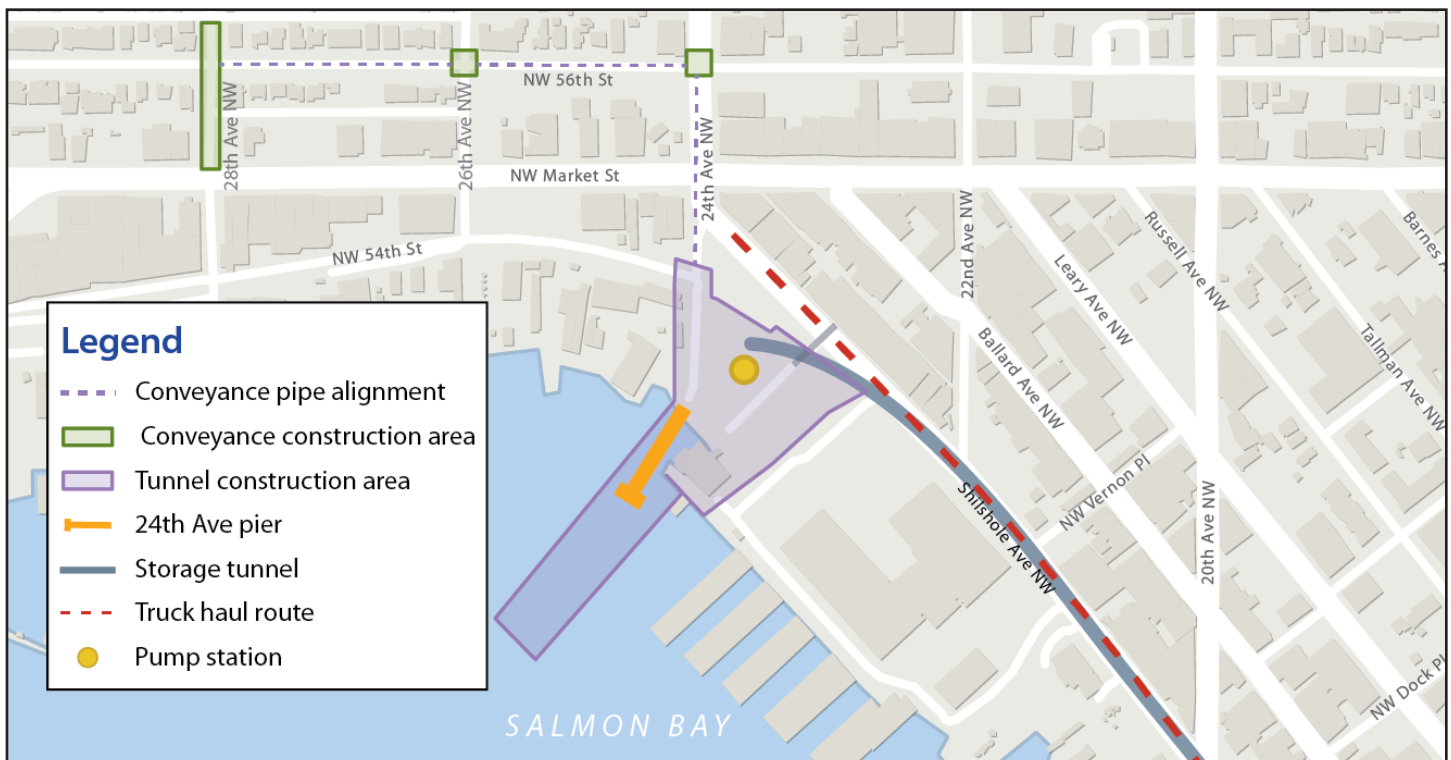 NW 56th St
28th Ave NW
26th Ave NW
24th Ave NW
NW Market St
NW 54th St
22nd Ave NW
Russell Ave NW
Barnes A
Leary Ave NW
Ballard Ave NW
Tallman Ave NW
Legend
Conveyance pipe alignment
Conveyance construction area
Tunnel construction area
24th Ave pier
Storage tunnel
Truck haul route
Pump station
Shilshole Ave NW
NW Vernon Pl
20th Ave NW
NW Dock Pl
SALMON BAY